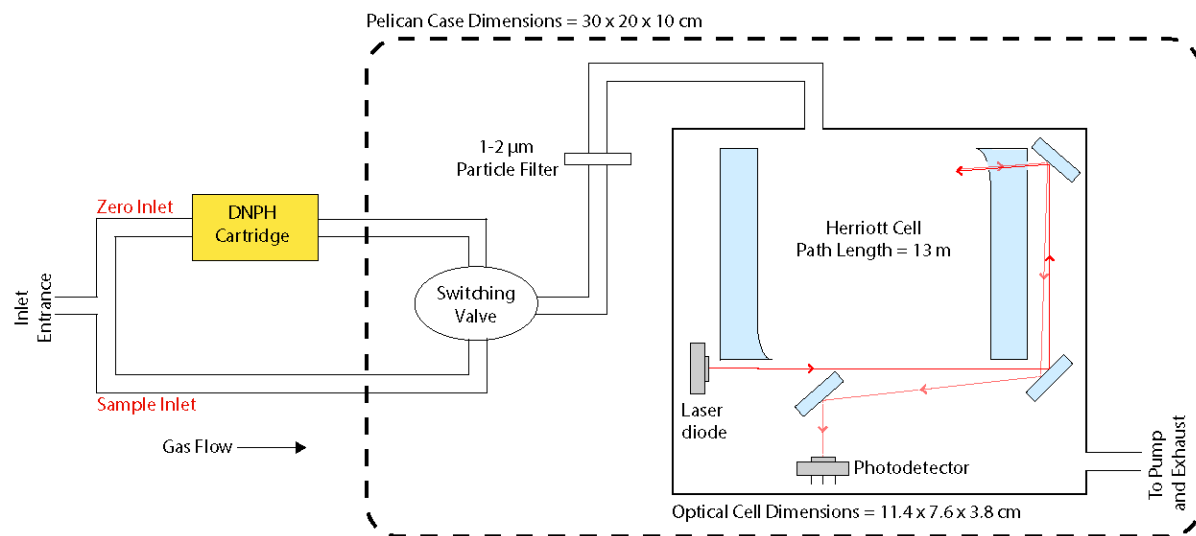 Pelican Case Dimensions = 30 x 20 x 10 cm
1-2 µm
Particle Filter
Zero Inlet
DNPH
Cartridge
Herriott Cell
Path Length = 13 m
Switching
Valve
Inlet
Entrance
Sample Inlet
Laser
diode
Gas Flow
Photodetector
To Pump
and Exhaust
Optical Cell Dimensions = 11.4 x 7.6 x 3.8 cm